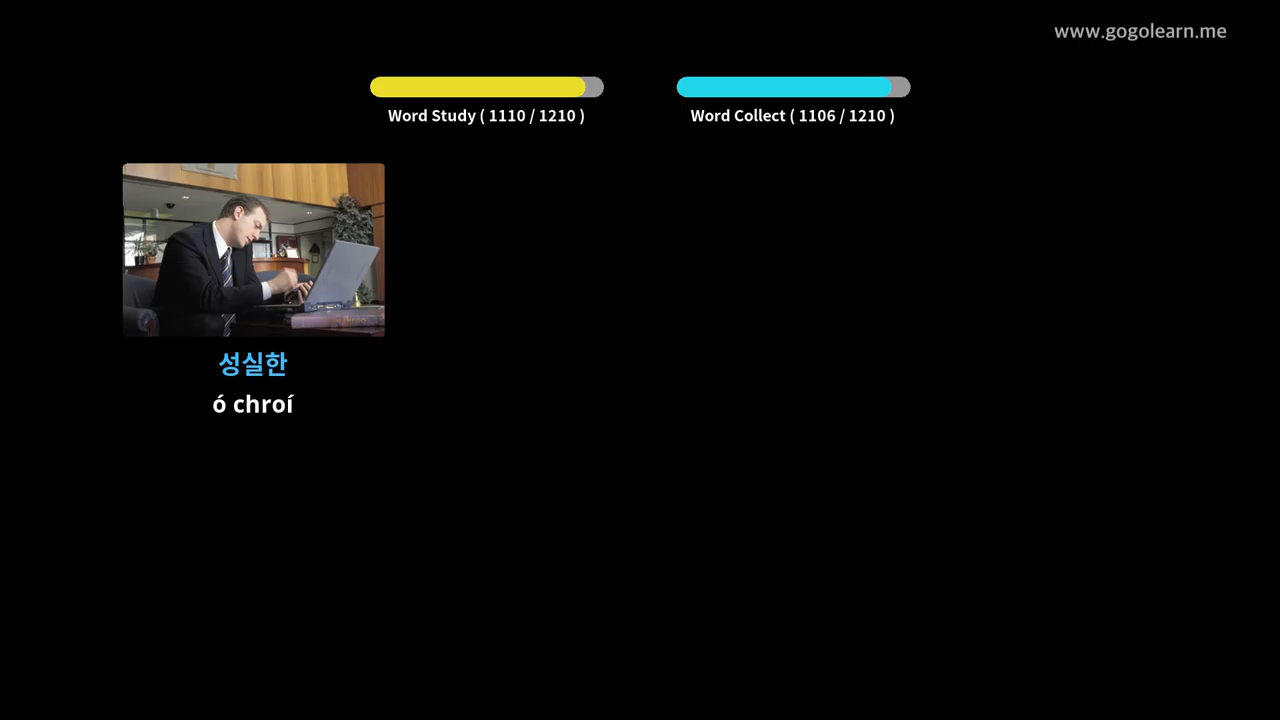 www.gogolearn.me
Word Study ( 1110 / 1210 )
Word Collect ( 1106 / 1210 )
성실한
ó chroí